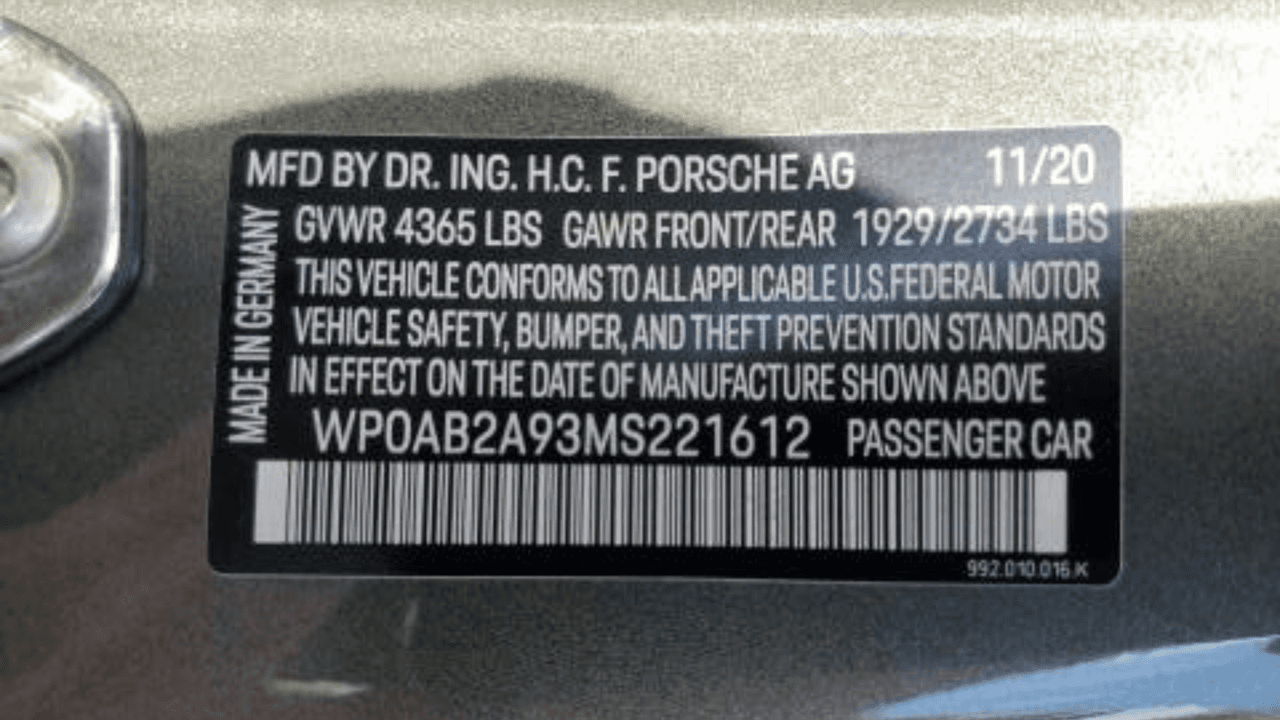 MFD BY DR. ING. H.C. F. PORSCHE AG 11/20
GVWR 4365 LBS GAWR FRONT/REAR 1929/2734 LBS
THIS VEHICLE CONFORMS TO ALL APPLICABLE U.S.FEDERAL MOTOR
VEHICLE SAFETY, BUMPER, AND THEFT PREVENTION STANDARDS
IN EFFECT ON THE DATE OF MANUFACTURE SHOWN ABOVE
WP0AB2A93MS221612 PASSENGER CAR
MADE IN GERMANY
992.010.016.K